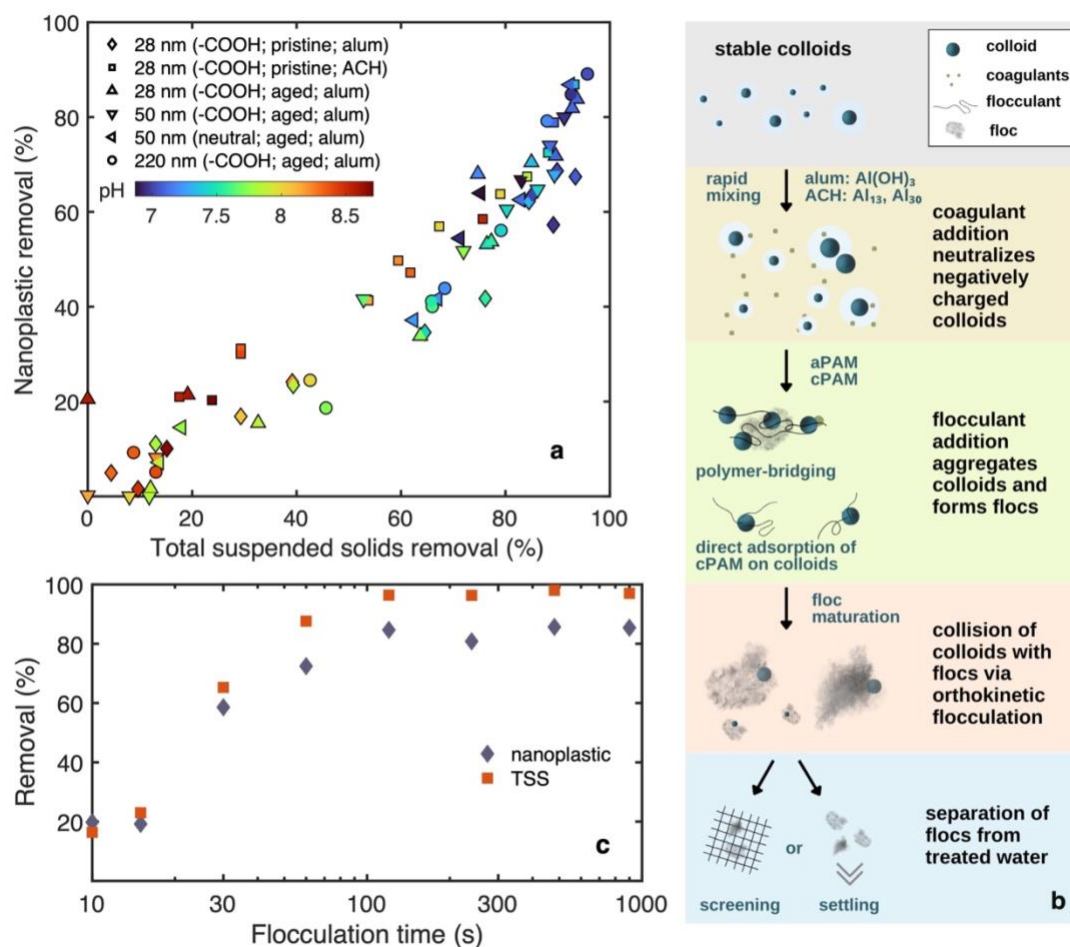 100
80
60
40
20
0
20
40
60
80
100
Nanoplastic removal (%)
Total suspended solids removal (%)
28 nm (-COOH; pristine; alum)
28 nm (-COOH; pristine; ACH)
28 nm (-COOH; aged; alum)
50 nm (-COOH; aged; alum)
50 nm (neutral; aged; alum)
220 nm (-COOH; aged; alum)
pH
7
7.5
8
8.5
a
100
80
60
40
20
10
30
100
300
1000
Removal (%)
Flocculation time (s)
nanoplastic
TSS
c
stable colloids
colloid
coagulants
flocculant
floc
rapid
mixing
alum: Al(OH)3
ACH: Al13, Al30
coagulant
addition
neutralizes
negatively
charged
colloids
aPAM
cPAM
polymer-bridging
direct adsorption of
cPAM on colloids
flocculant
addition
aggregates
colloids and
forms flocs
floc
maturation
collision of
colloids with
flocs via
orthokinetic
flocculation
or
screening
settling
separation of
flocs from
treated water
b